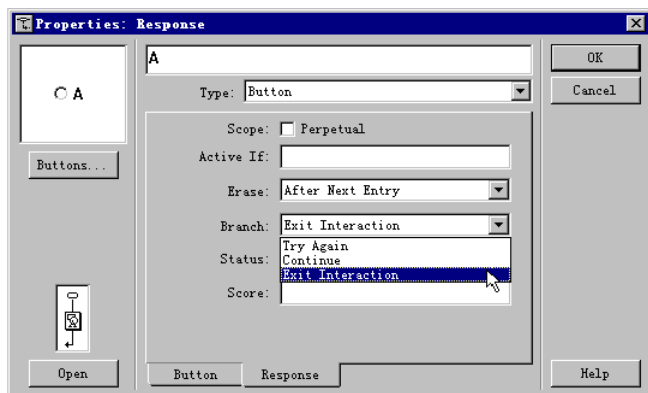 Properties: Response
A
OK
A
Type: Button
Cancel
Scope: Perpetual
Buttons...
Active If:
Erase: After Next Entry
Branch: Exit Interaction
Try Again
Status: Continue
Exit Interaction
Score:
Open
Button Response
Help